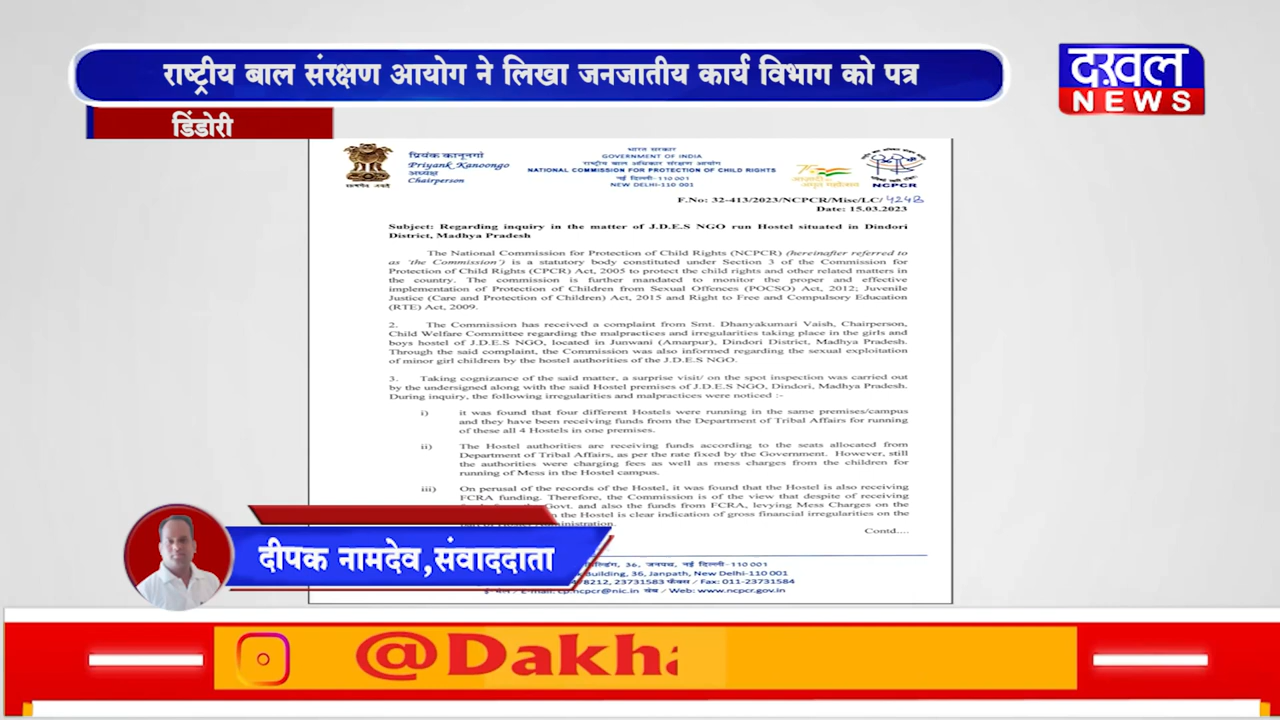 राष्ट्रीय बाल संरक्षण आयोग ने लिखा जनजातीय कार्य विभाग को पत्र
दखल
NEWS
डिंडोरी
प्रियंक कानूनगो
Priyank Kanoongo
अध्यक्ष
Chairperson
सत्यमेव जयते
भारत सरकार
GOVERNMENT OF INDIA
राष्ट्रीय बाल अधिकार संरक्षण आयोग
NATIONAL COMMISSION FOR PROTECTION OF CHILD RIGHTS
नई दिल्ली-110 001
NEW DELHI-110 001
आज़ादी का
अमृत महोत्सव
NCPCR
F.No: 32-413/2023/NCPCR/Misc/LC/4248
Date: 15.03.2023
Subject: Regarding inquiry in the matter of J.D.E.S NGO run Hostel situated in Dindori
District, Madhya Pradesh
The National Commission for Protection of Child Rights (NCPCR) (hereinafter referred to
as 'the Commission') is a statutory body constituted under Section 3 of the Commission for
Protection of Child Rights (CPCR) Act, 2005 to protect the child rights and other related matters in
the country. The commission is further mandated to monitor the proper and effective
implementation of Protection of Children from Sexual Offences (POCSO) Act, 2012; Juvenile
Justice (Care and Protection of Children) Act, 2015 and Right to Free and Compulsory Education
(RTE) Act, 2009.
2. The Commission has received a complaint from Smt. Dhanyakumari Vaish, Chairperson,
Child Welfare Committee regarding the malpractices and irregularities taking place in the girls and
boys hostel of J.D.E.S NGO, located in Junwani (Amarpur), Dindori District, Madhya Pradesh.
Through the said complaint, the Commission was also informed regarding the sexual exploitation
of minor girl children by the hostel authorities of the J.D.E.S NGO.
3. Taking cognizance of the said matter, a surprise visit/ on the spot inspection was carried out
by the undersigned along with the said Hostel premises of J.D.E.S NGO, Dindori, Madhya Pradesh.
During inquiry, the following irregularities and malpractices were noticed :-
i) it was found that four different Hostels were running in the same premises/campus
and they have been receiving funds from the Department of Tribal Affairs for running
of these all 4 Hostels in one premises.
ii) The Hostel authorities are receiving funds according to the seats allocated from
Department of Tribal Affairs, as per the rate fixed by the Government. However, still
the authorities were charging fees as well as mess charges from the children for
running of Mess in the Hostel campus.
iii) On perusal of the records of the Hostel, it was found that the Hostel is also receiving
FCRA funding. Therefore, the Commission is of the view that despite of receiving
Govt. and also the funds from FCRA, levying Mess Charges on the
the Hostel is clear indication of gross financial irregularities on the
Contd....
दीपक नामदेव,संवाददाता
36, जनपथ, नई दिल्ली-110 001
Building, 36, Janpath, New Delhi-110 001
78212, 23731583 फैक्स / Fax: 011-23731584
E-mail: cp.ncpcr@nic.in वेब / Web: www.ncpcr.gov.in
@Dakha